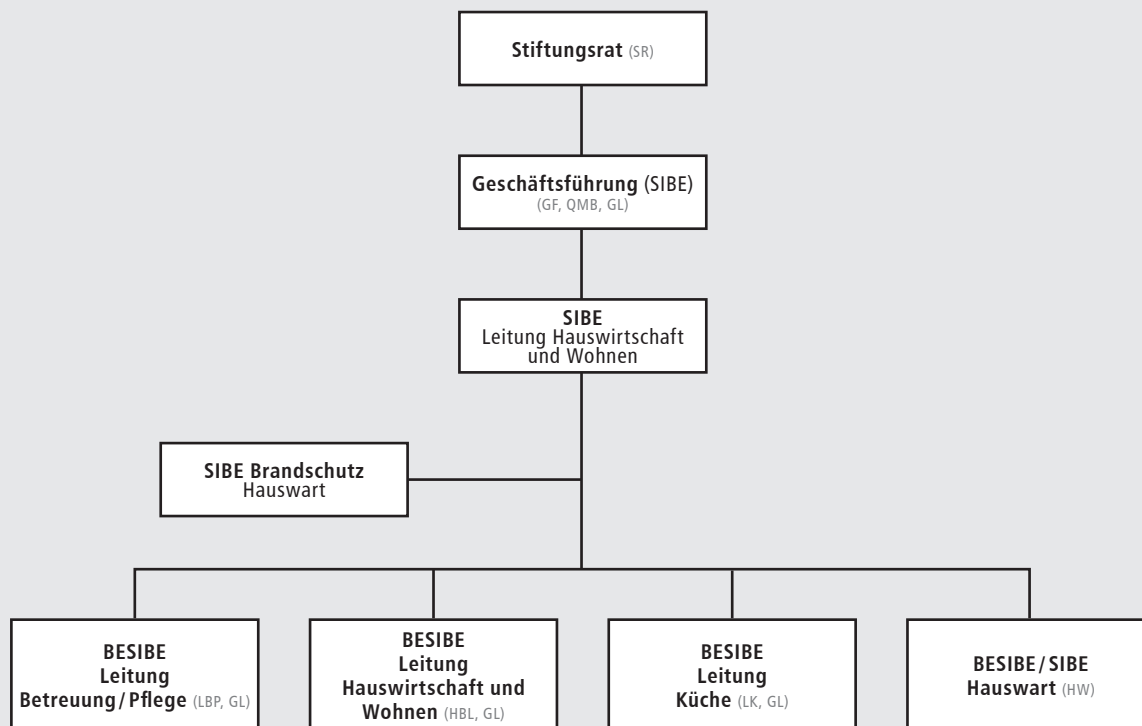 Stiftungsrat (SR)
Geschäftsführung (SIBE)
(GF, QMB, GL)
SIBE
Leitung Hauswirtschaft
und Wohnen
SIBE Brandschutz
Hauswart
BESIBE
Leitung
Betreuung/Pflege (LBP, GL)
BESIBE
Leitung
Hauswirtschaft und
Wohnen (HBL, GL)
BESIBE
Leitung
Küche (LK, GL)
BESIBE/SIBE
Hauswart (HW)